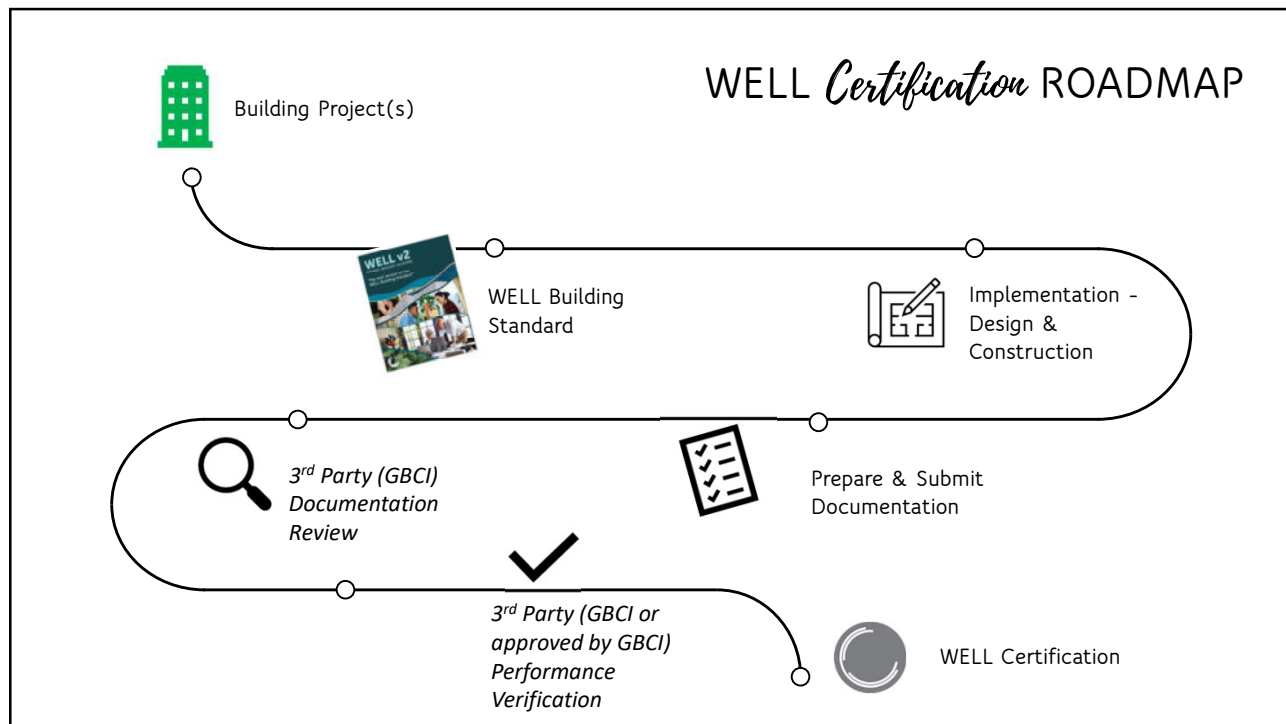 WELL Certification ROADMAP
Building Project(s)
WELL v2
WELL Building
Standard
Implementation -
Design &
Construction
3rd Party (GBCI)
Documentation
Review
Prepare & Submit
Documentation
3rd Party (GBCI or
approved by GBCI)
Performance
Verification
WELL Certification